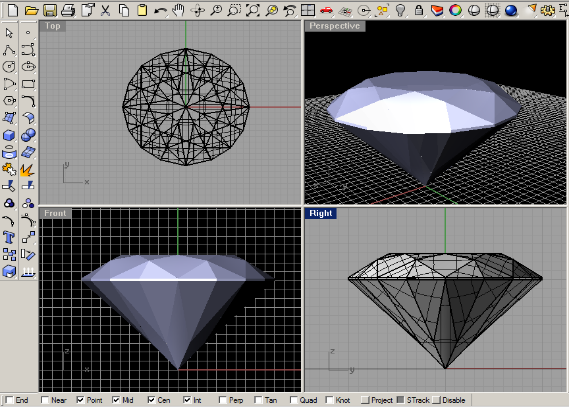 Top
Perspective
y
x
Front
Right
z
x
z
y
End Near Point Mid Cen Int Perp Tan Quad Knot Project STrack Disable